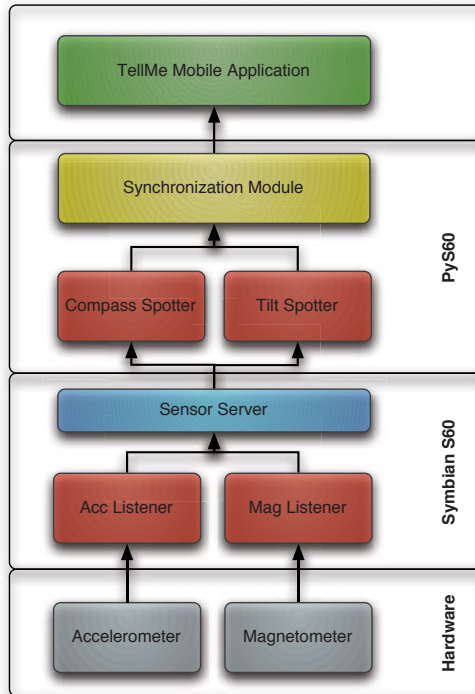 TellMe Mobile Application
Synchronization Module
PyS60
Compass Spotter
Tilt Spotter
Sensor Server
Symbian S60
Acc Listener
Mag Listener
Accelerometer
Magnetometer
Hardware